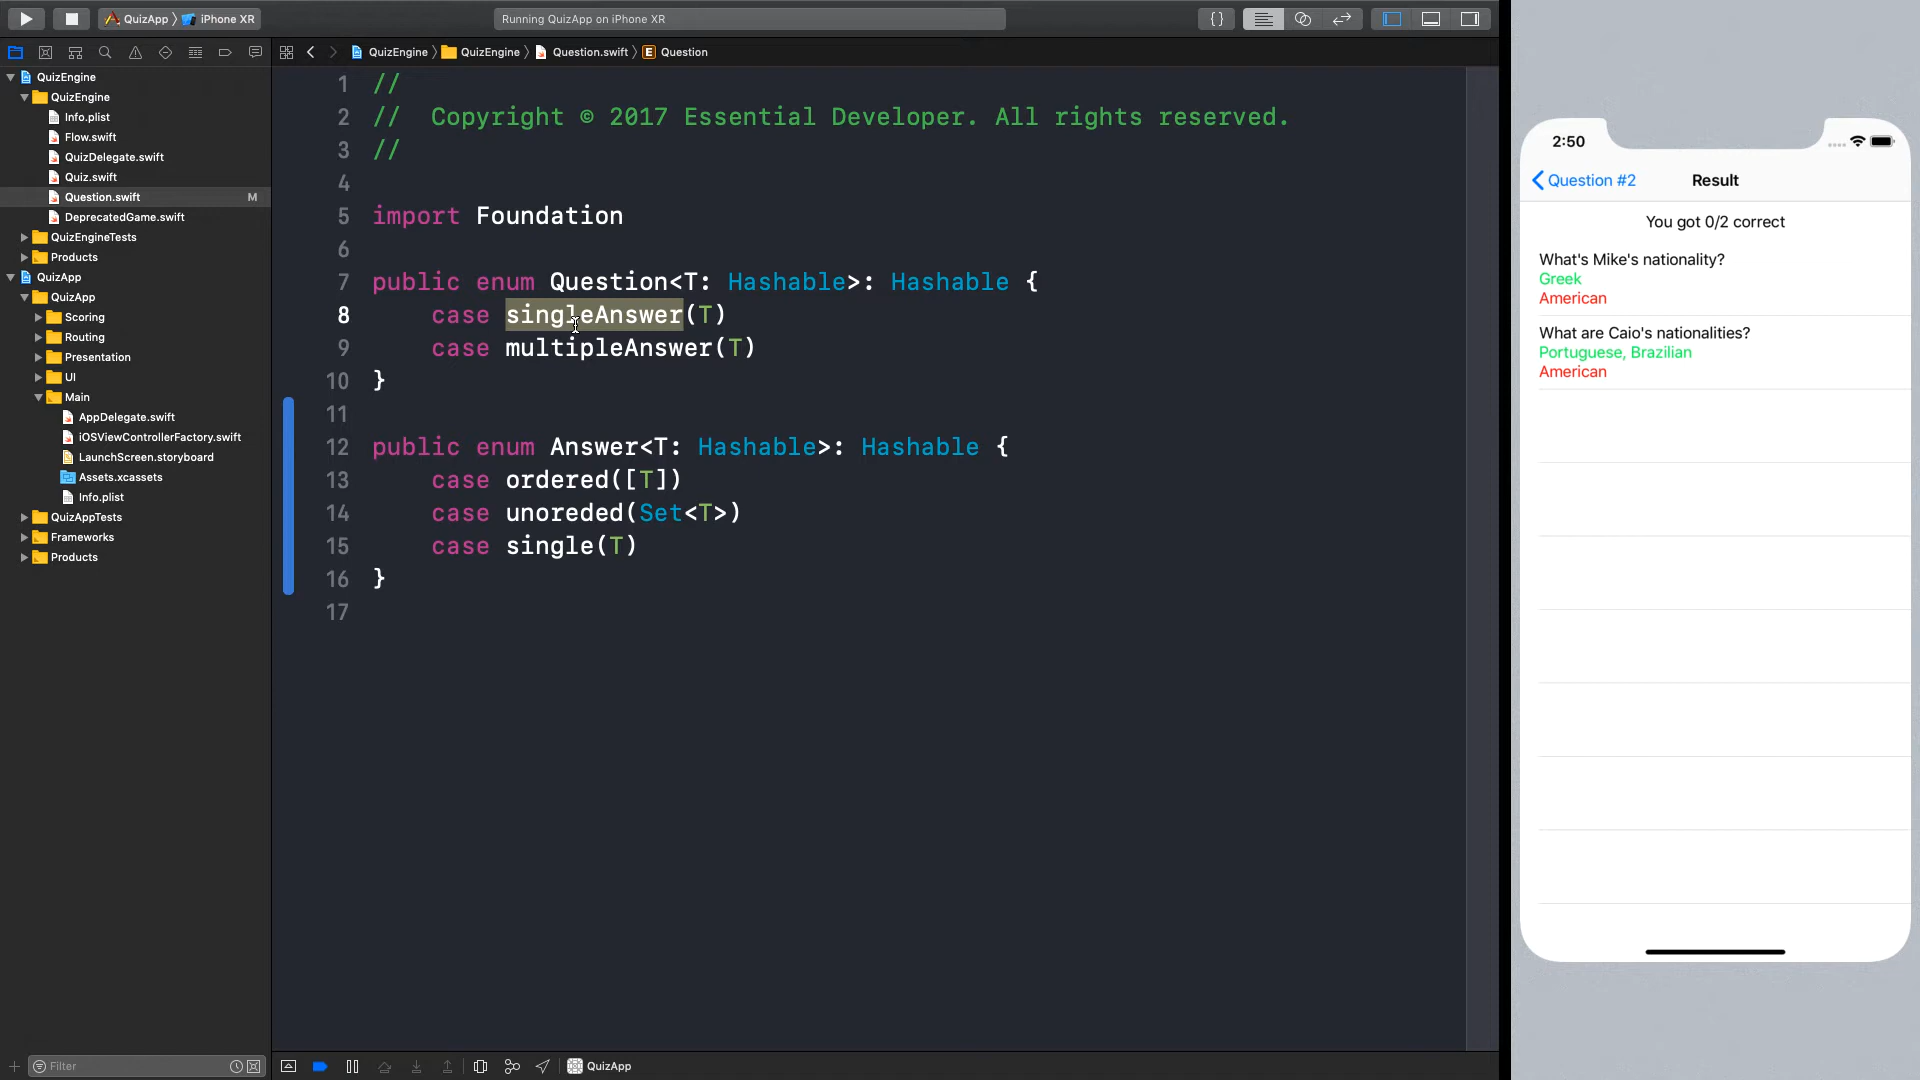 QuizApp
iPhone XR
Running QuizApp on iPhone XR
{}
QuizEngine
QuizEngine
Question.swift
E
Question
QuizEngine
QuizEngine
Info.plist
Flow.swift
QuizDelegate.swift
Quiz.swift
Question.swift
M
DeprecatedGame.swift
QuizEngineTests
Products
QuizApp
QuizApp
Scoring
Routing
Presentation
UI
Main
AppDelegate.swift
iOSViewControllerFactory.swift
LaunchScreen.storyboard
Assets.xcassets
Info.plist
QuizAppTests
Frameworks
Products
Filter
1 //
2 //  Copyright © 2017 Essential Developer. All rights reserved.
3 //
4
5 import Foundation
6
7 public enum Question<T: Hashable>: Hashable {
8     case singleAnswer(T)
9     case multipleAnswer(T)
10 }
11
12 public enum Answer<T: Hashable>: Hashable {
13     case ordered([T])
14     case unoreded(Set<T>)
15     case single(T)
16 }
17
QuizApp
2:50
Question #2
Result
You got 0/2 correct
What's Mike's nationality?
Greek
American
What are Caio's nationalities?
Portuguese, Brazilian
American